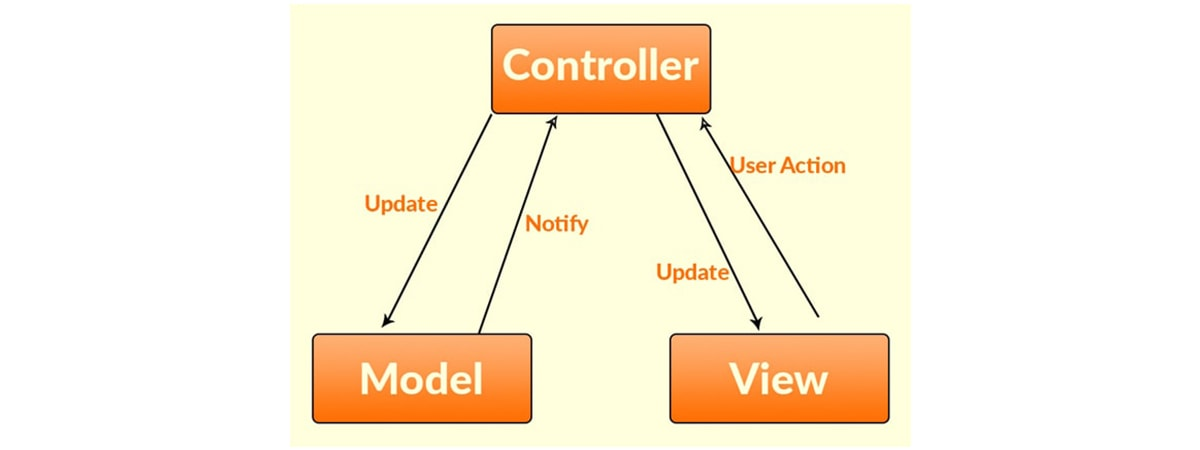 Controller
User Action
Update
Notify
Update
Model
View